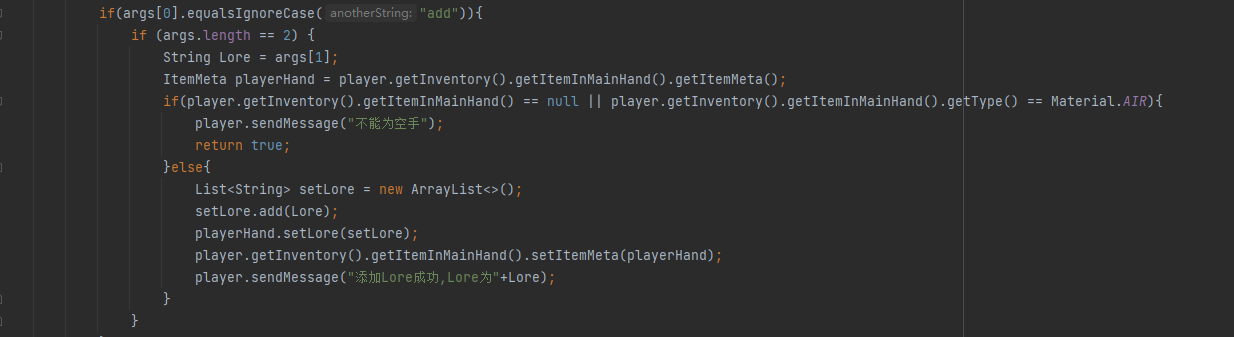 if(args[0].equalsIgnoreCase( anotherString: "add")){
if (args.length == 2) {
String Lore = args[1];
ItemMeta playerHand = player.getInventory().getItemInMainHand().getItemMeta();
if(player.getInventory().getItemInMainHand() == null || player.getInventory().getItemInMainHand().getType() == Material.AIR){
player.sendMessage("不能为空手");
return true;
}else{
List<String> setLore = new ArrayList<>();
setLore.add(Lore);
playerHand.setLore(setLore);
player.getInventory().getItemInMainHand().setItemMeta(playerHand);
player.sendMessage("添加Lore成功,Lore为"+Lore);
}
}